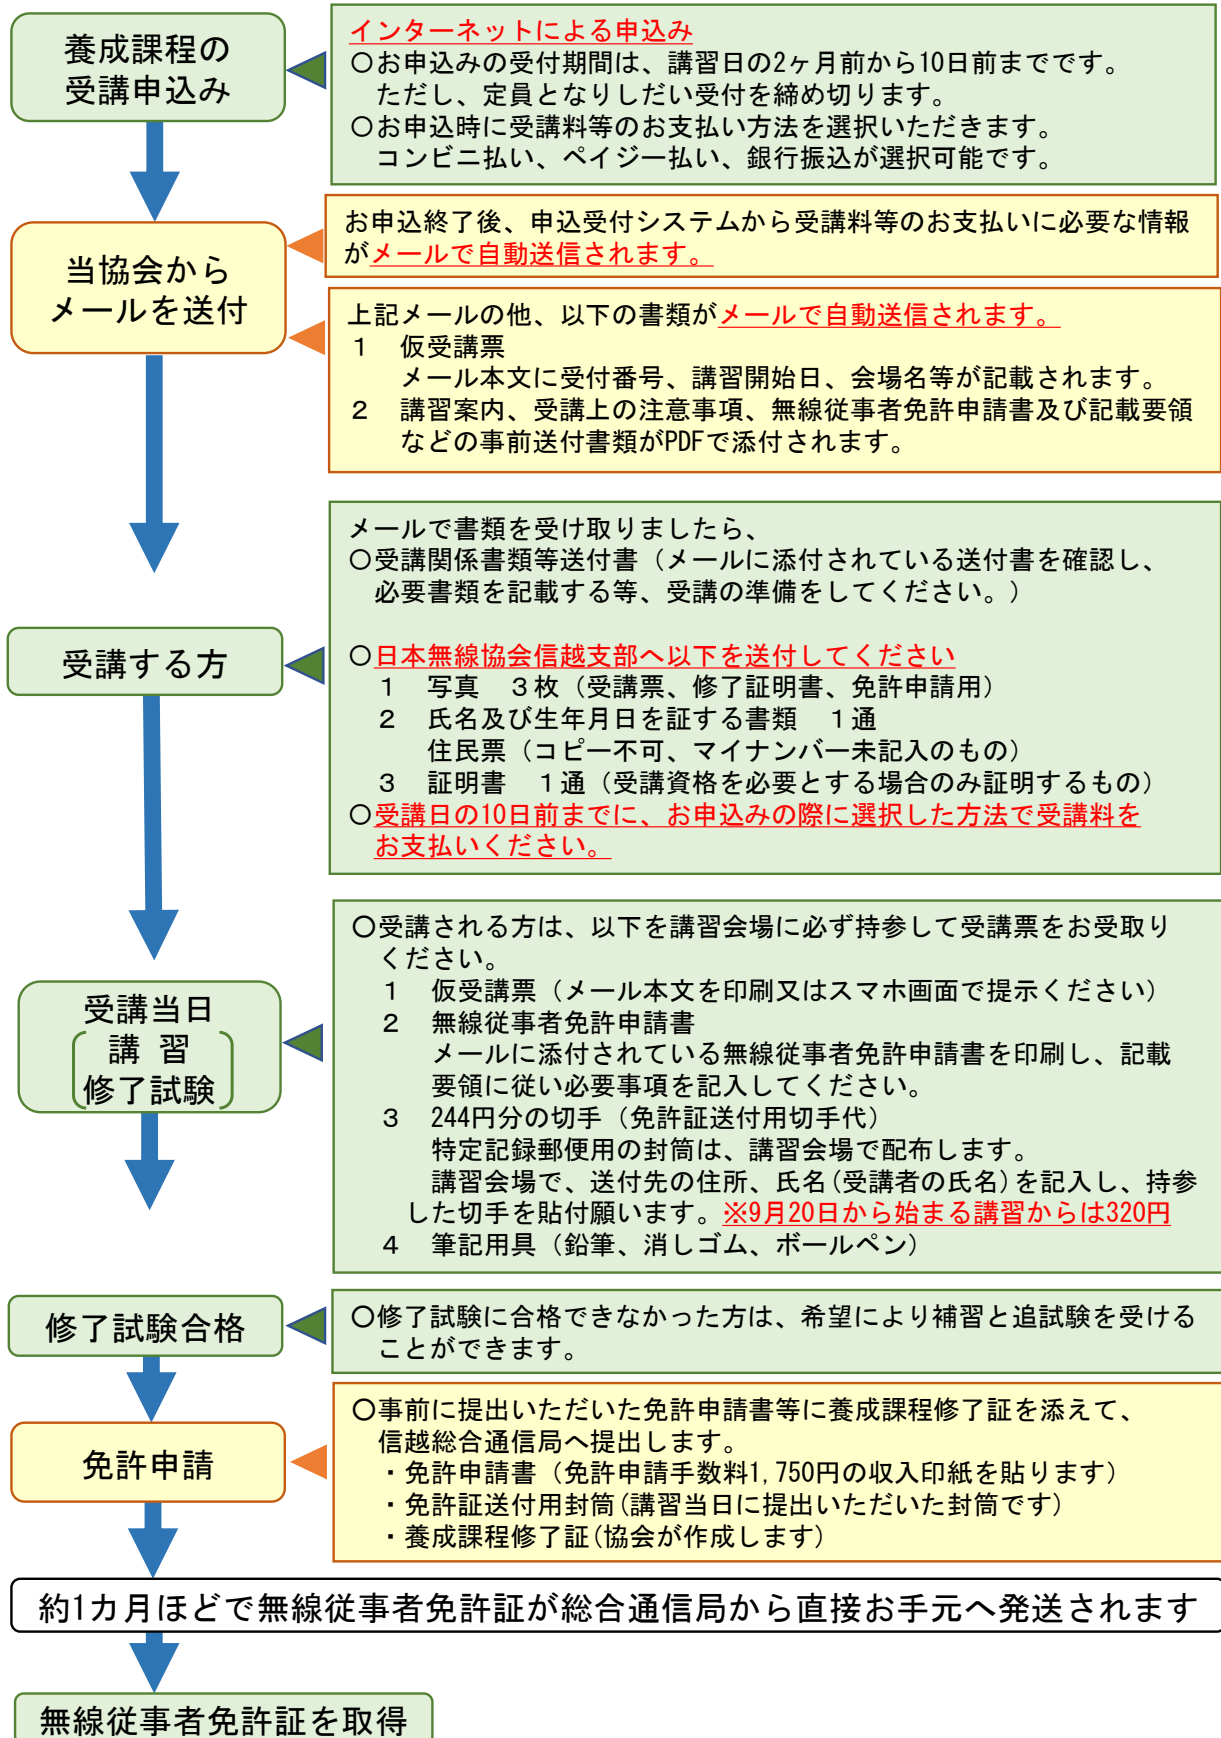 養成課程の
受講申込み
インターネットによる申込み
〇お申込みの受付期間は、講習日の2ヶ月前から10日前までです。
ただし、定員となりしだい受付を締め切ります。
〇お申込時に受講料等のお支払い方法を選択いただきます。
コンビニ払い、ペイジー払い、銀行振込が選択可能です。
当協会から
メールを送付
お申込終了後、申込受付システムから受講料等のお支払いに必要な情報
がメールで自動送信されます。
上記メールの他、以下の書類がメールで自動送信されます。
１　仮受講票
メール本文に受付番号、講習開始日、会場名等が記載されます。
２　講習案内、受講上の注意事項、無線従事者免許申請書及び記載要領
などの事前送付書類がPDFで添付されます。
受講する方
メールで書類を受け取りましたら、
〇受講関係書類等送付書（メールに添付されている送付書を確認し、
必要書類を記載する等、受講の準備をしてください。）
〇日本無線協会信越支部へ以下を送付してください
１　写真　３枚（受講票、修了証明書、免許申請用）
２　氏名及び生年月日を証する書類　１通
住民票（コピー不可、マイナンバー未記入のもの）
３　証明書　１通（受講資格を必要とする場合のみ証明するもの）
〇受講日の10日前までに、お申込みの際に選択した方法で受講料を
お支払いください。
受講当日
講 習
修了試験
〇受講される方は、以下を講習会場に必ず持参して受講票をお受取り
ください。
１　仮受講票（メール本文を印刷又はスマホ画面で提示ください）
２　無線従事者免許申請書
メールに添付されている無線従事者免許申請書を印刷し、記載
要領に従い必要事項を記入してください。
３　244円分の切手（免許証送付用切手代）
特定記録郵便用の封筒は、講習会場で配布します。
講習会場で、送付先の住所、氏名(受講者の氏名)を記入し、持参
した切手を貼付願います。※9月20日から始まる講習からは320円
４　筆記用具（鉛筆、消しゴム、ボールペン）
修了試験合格
〇修了試験に合格できなかった方は、希望により補習と追試験を受ける
ことができます。
免許申請
〇事前に提出いただいた免許申請書等に養成課程修了証を添えて、
信越総合通信局へ提出します。
・免許申請書（免許申請手数料1,750円の収入印紙を貼ります）
・免許証送付用封筒(講習当日に提出いただいた封筒です)
・養成課程修了証(協会が作成します)
約1カ月ほどで無線従事者免許証が総合通信局から直接お手元へ発送されます
無線従事者免許証を取得